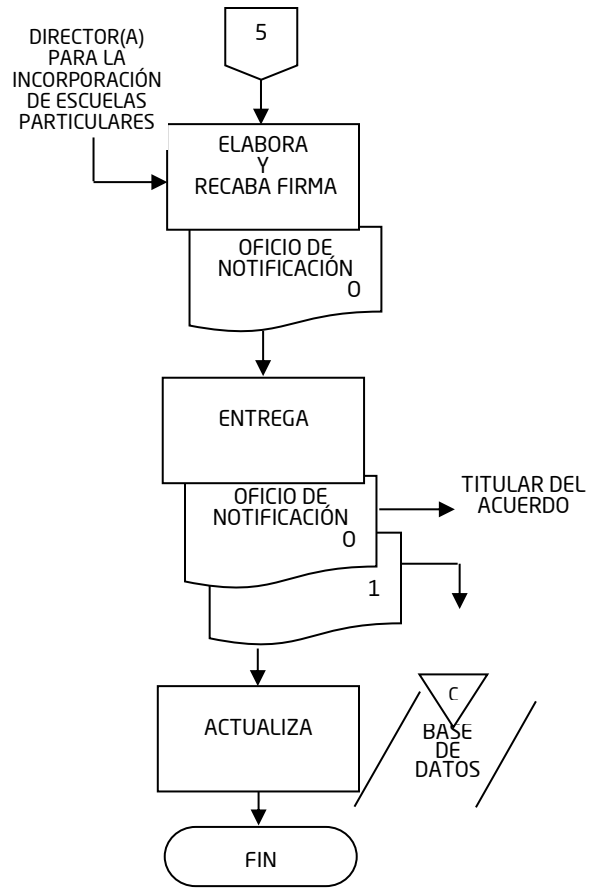 5
DIRECTOR(A)
PARA LA
INCORPORACIÓN
DE ESCUELAS
PARTICULARES
ELABORA
Y
RECABA FIRMA
OFICIO DE
NOTIFICACIÓN
O
ENTREGA
OFICIO DE
NOTIFICACIÓN
O
TITULAR DEL
ACUERDO
1
ACTUALIZA
C
BASE
DE
DATOS
FIN